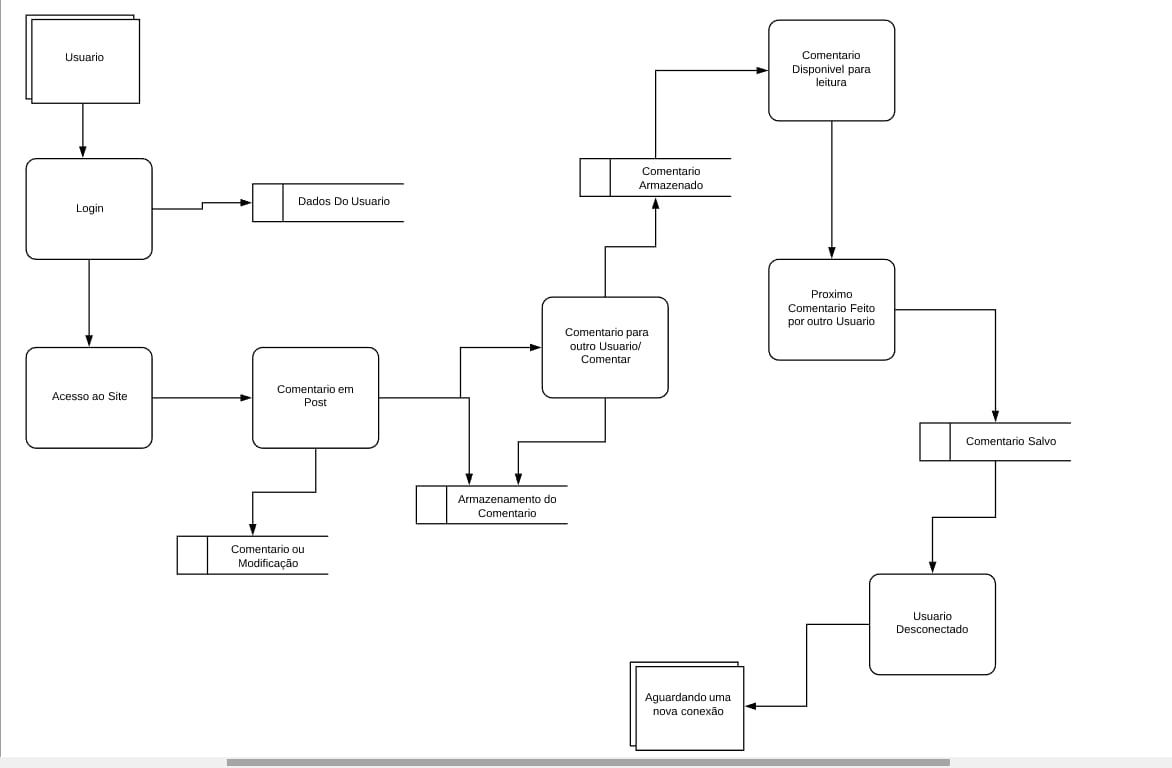 Usuario
Login
Dados Do Usuario
Acesso ao Site
Comentario em
Post
Comentario ou
Modificação
Armazenamento do
Comentario
Comentario para
outro Usuario/
Comentar
Comentario
Armazenado
Comentario
Disponivel para
leitura
Proximo
Comentario Feito
por outro Usuario
Comentario Salvo
Usuario
Desconectado
Aguardando uma
nova conexão